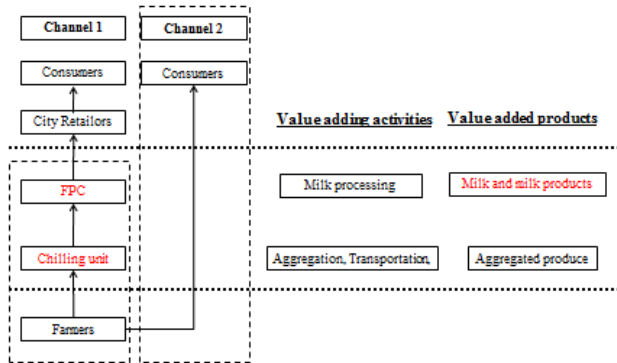 Channel 1
Channel 2
Consumers
Consumers
City Retailors
Value adding activities
Value added products
FPC
Milk processing
Milk and milk products
Chilling unit
Aggregation, Transportation,
Aggregated produce
Farmers